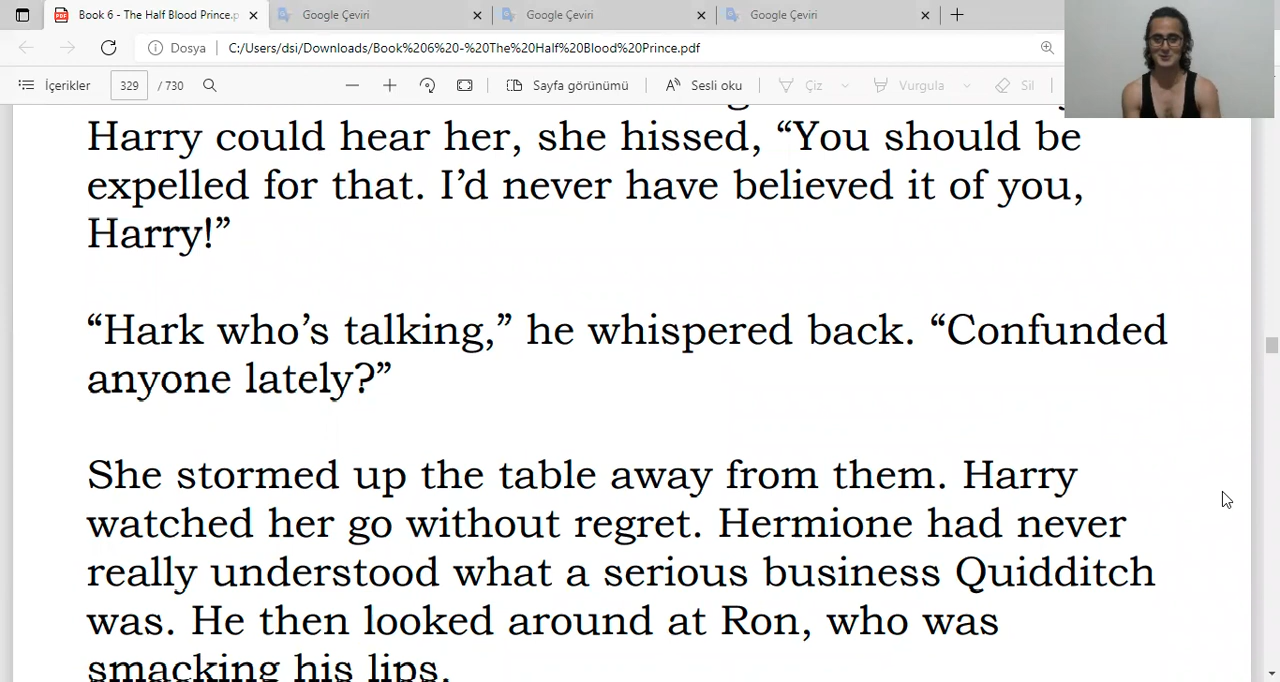 Book 6 - The Half Blood Prince.p
Google Çeviri
Google Çeviri
Google Çeviri
Dosya
C:/Users/dsi/Downloads/Book%206%20-%20The%20Half%20Blood%20Prince.pdf
İçerikler
329 / 730
Sayfa görünümü
Sesli oku
Çiz
Vurgula
Sil
Harry could hear her, she hissed, “You should be
expelled for that. I’d never have believed it of you,
Harry!”
“Hark who’s talking,” he whispered back. “Confunded
anyone lately?”
She stormed up the table away from them. Harry
watched her go without regret. Hermione had never
really understood what a serious business Quidditch
was. He then looked around at Ron, who was
smacking his lips.